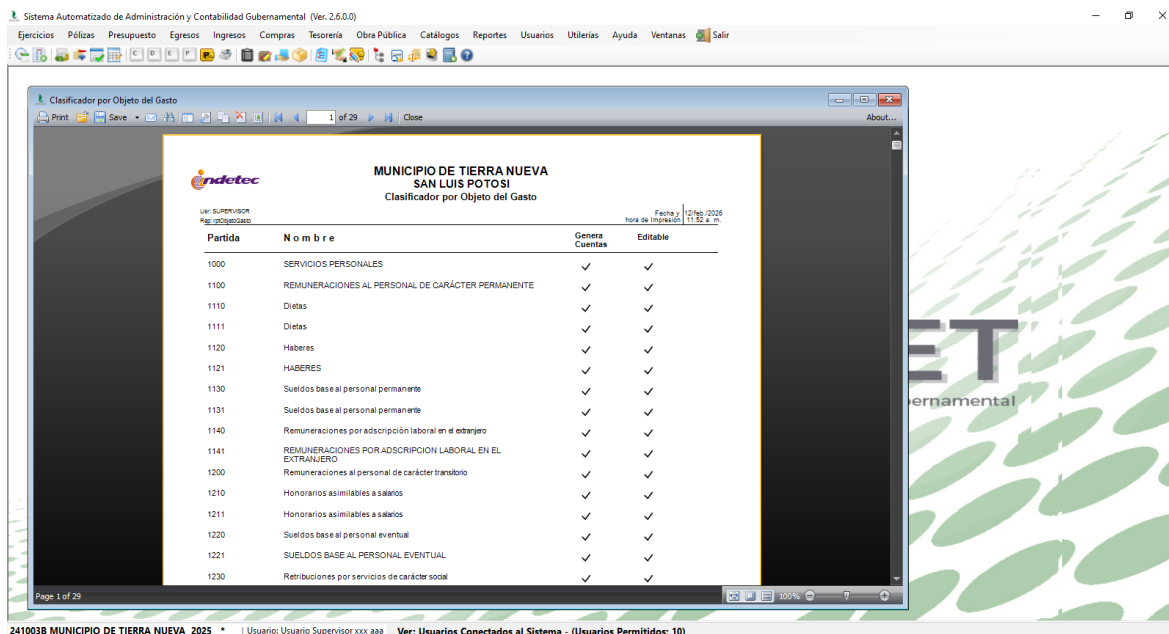 Sistema Automatizado de Administración y Contabilidad Gubernamental (Ver. 2.6.0.0)
Ejercicios Pólizas Presupuesto Egresos Ingresos Compras Tesorería Obra Pública Catálogos Reportes Usuarios Utilerías Ayuda Ventanas Salir
C D E P P
Clasificador por Objeto del Gasto
Print Save 1 of 29 Close About...
indetec
MUNICIPIO DE TIERRA NUEVA
SAN LUIS POTOSI
Clasificador por Objeto del Gasto
Usr: SUPERVISOR
Rep: rptObjetoGasto
Fecha y 12/feb./2026
hora de Impresión 11:52 a. m.
Partida Nombre Genera Cuentas Editable
1000 SERVICIOS PERSONALES
1100 REMUNERACIONES AL PERSONAL DE CARÁCTER PERMANENTE
1110 Dietas
1111 Dietas
1120 Haberes
1121 HABERES
1130 Sueldos base al personal permanente
1131 Sueldos base al personal permanente
1140 Remuneraciones por adscripción laboral en el extranjero
1141 REMUNERACIONES POR ADSCRIPCION LABORAL EN EL
EXTRANJERO
1200 Remuneraciones al personal de carácter transitorio
1210 Honorarios asimilables a salarios
1211 Honorarios asimilables a salarios
1220 Sueldos base al personal eventual
1221 SUELDOS BASE AL PERSONAL EVENTUAL
1230 Retribuciones por servicios de carácter social
ET
ernamental
Page 1 of 29 100%
241003B MUNICIPIO DE TIERRA NUEVA 2025 * | Usuario: Usuario Supervisor xxx aaa Ver: Usuarios Conectados al Sistema - (Usuarios Permitidos: 10)